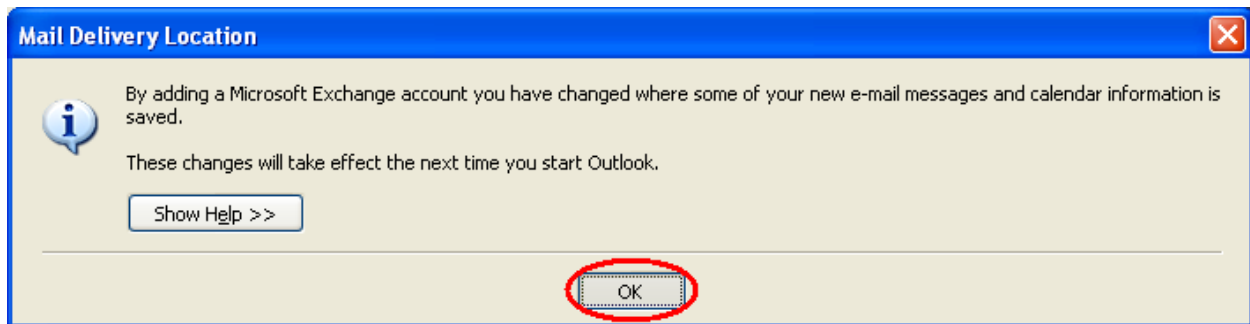 Mail Delivery Location
By adding a Microsoft Exchange account you have changed where some of your new e-mail messages and calendar information is
saved.
These changes will take effect the next time you start Outlook.
Show Help >>
OK